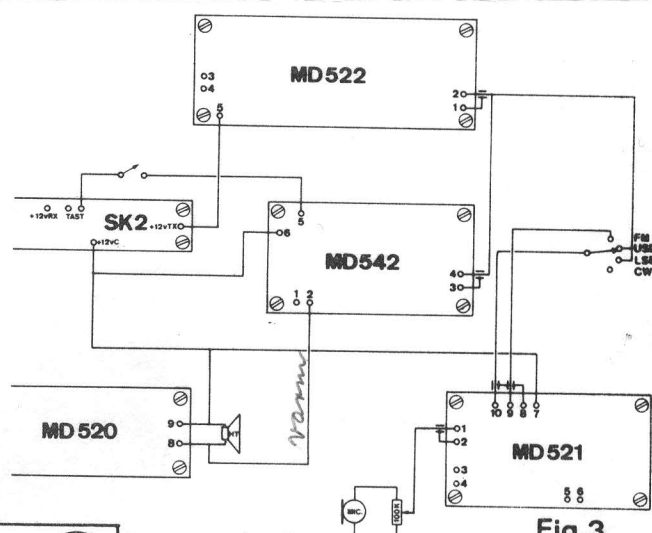 MD522
3
4
2
1
5
+12vRX TAST SK2 +12vTX
+12vC
5
6
MD542
4
3
1 2
FM
USB
LSB
CW
MD520
9
8
HT
10 9 8 7
1
2
MD521
3
4
5 6
MIC.
100K
Fig.3